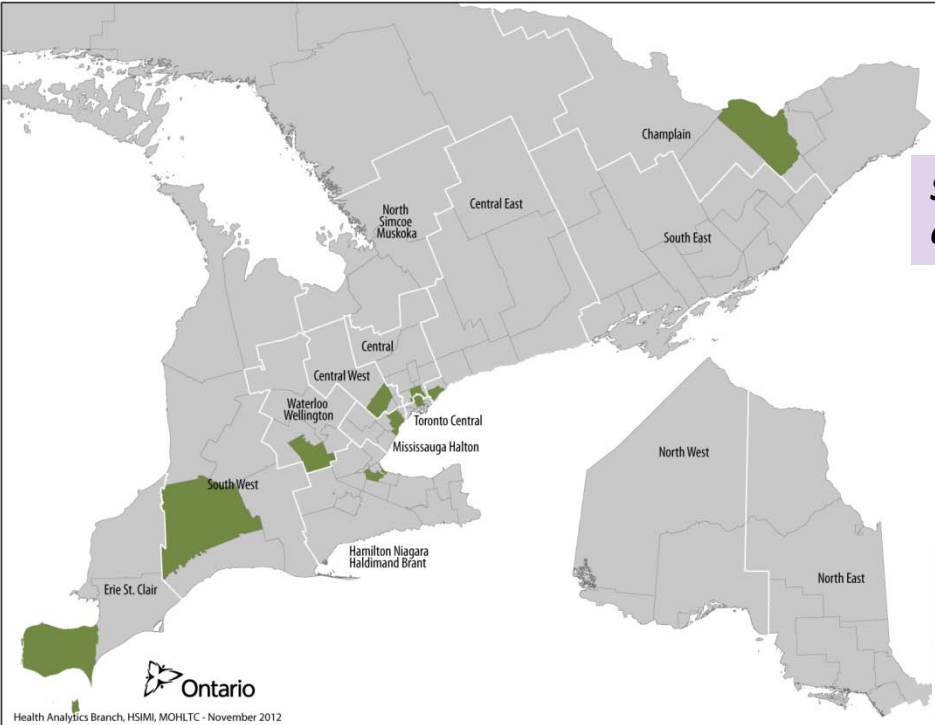 Champlain
North
Simcoe
Muskoka
Central East
South East
Central
Central West
Waterloo
Wellington
Toronto Central
Mississauga Halton
North West
South West
Hamilton Niagara
Haldimand Brant
North East
Erie St. Clair
Ontario
Health Analytics Branch, HSIMI, MOHLTC - November 2012